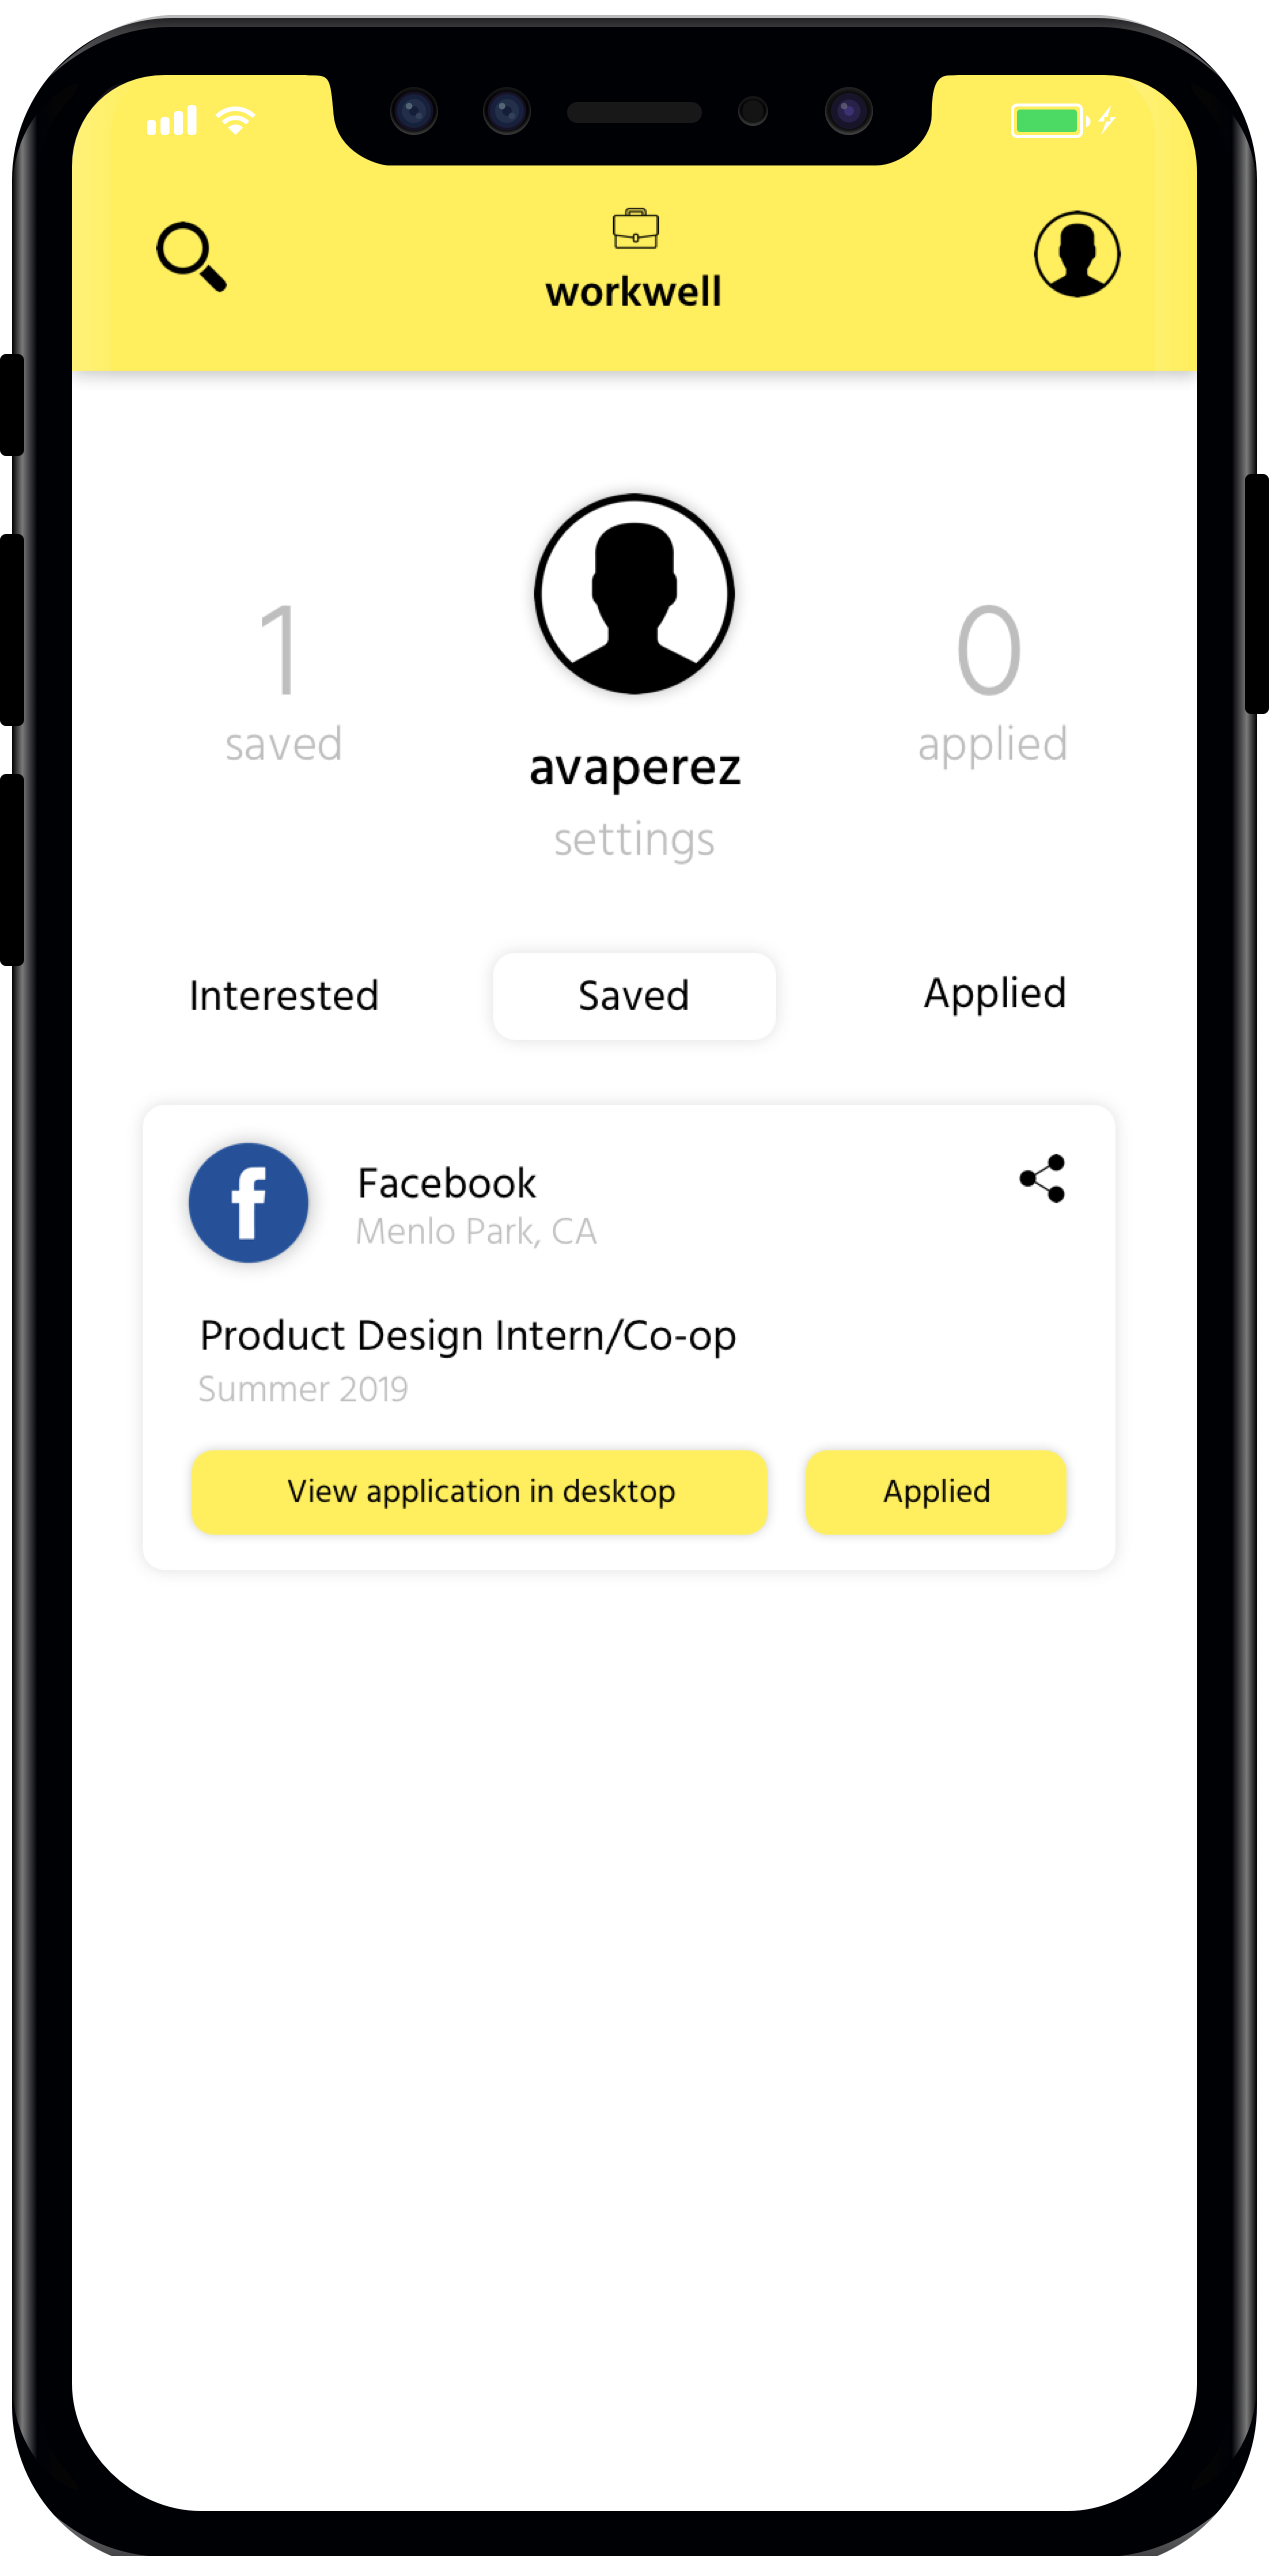 workwell
1
saved
avaperez
settings
0
applied
Interested
Saved
Applied
f
Facebook
Menlo Park, CA
Product Design Intern/Co-op
Summer 2019
View application in desktop
Applied